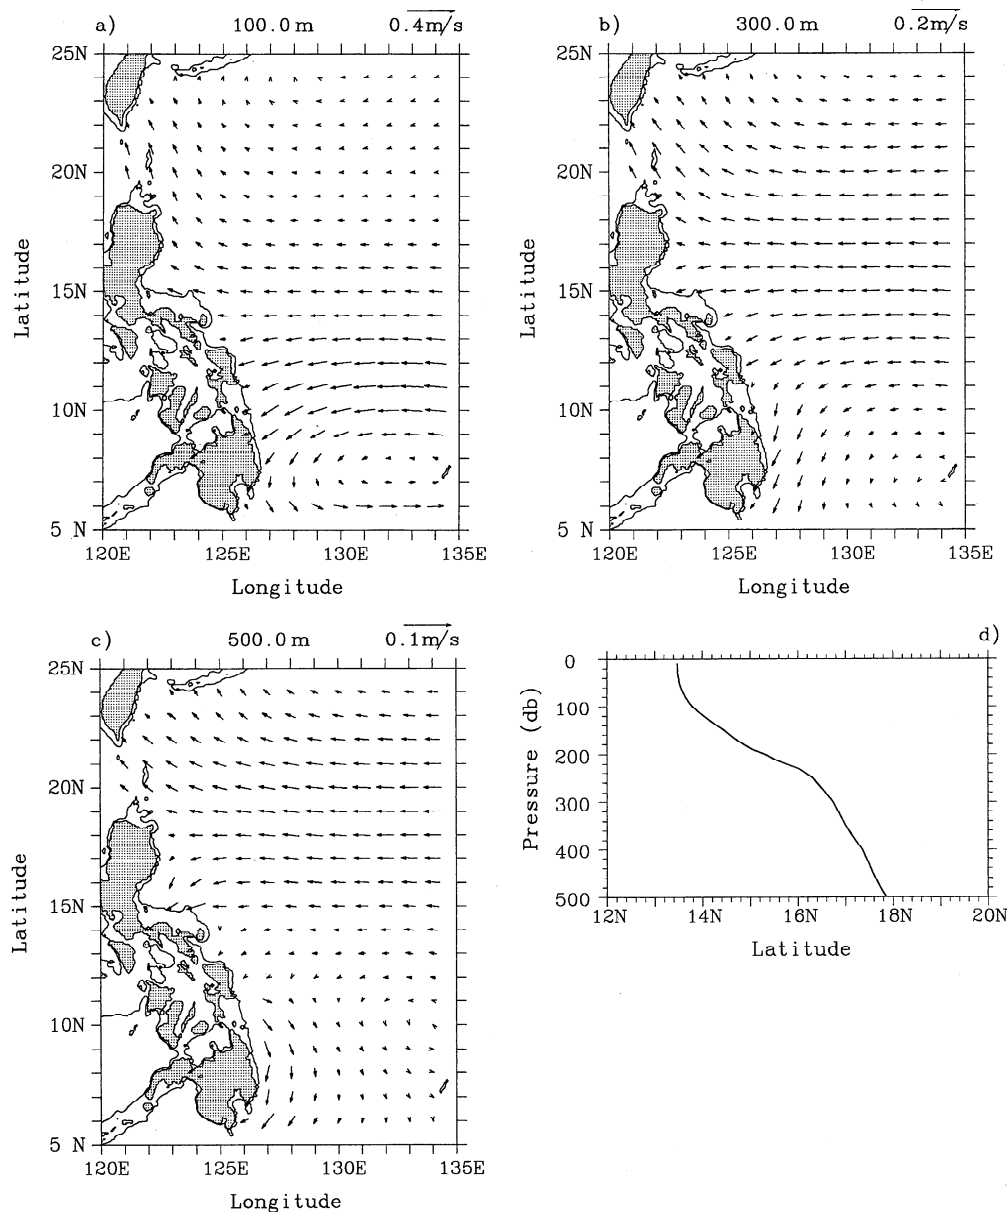 a) 100.0 m 0.4m/s
25N
20N
15N
10N
5 N
120E 125E 130E 135E
Longitude
Latitude
b) 300.0 m 0.2m/s
25N
20N
15N
10N
5 N
120E 125E 130E 135E
Longitude
Latitude
c) 500.0 m 0.1m/s
25N
20N
15N
10N
5 N
120E 125E 130E 135E
Longitude
Latitude
d)
0
100
200
300
400
500
12N 14N 16N 18N 20N
Latitude
Pressure (db)